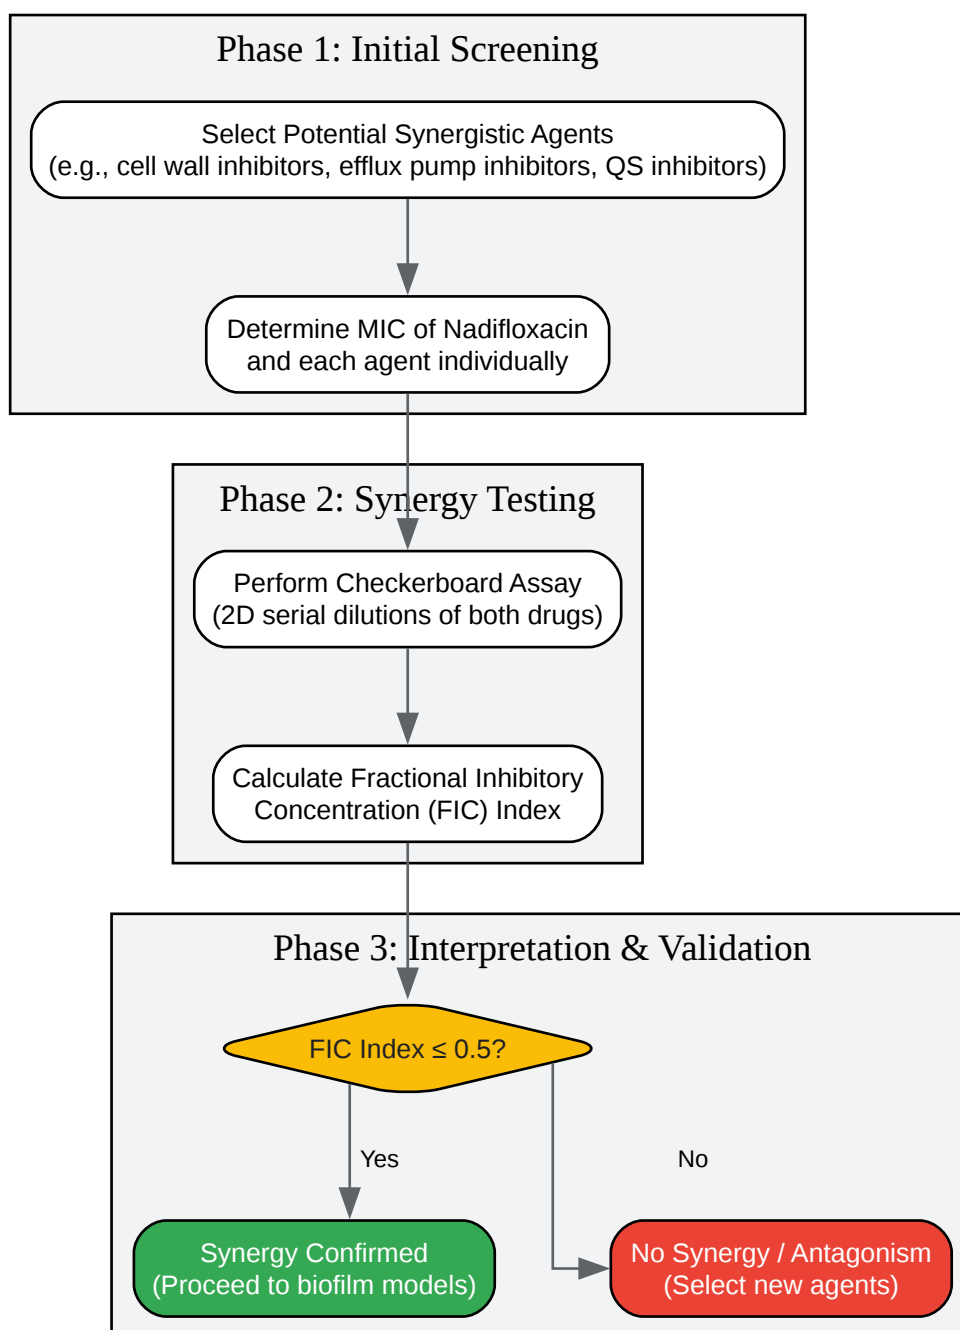 Phase 1: Initial Screening
Select Potential Synergistic Agents
(e.g., cell wall inhibitors, efflux pump inhibitors, QS inhibitors)
Determine MIC of Nadifloxacin
and each agent individually
Phase 2: Synergy Testing
Perform Checkerboard Assay
(2D serial dilutions of both drugs)
Calculate Fractional Inhibitory
Concentration (FIC) Index
Phase 3: Interpretation & Validation
FIC Index ≤ 0.5?
Yes
No
Synergy Confirmed
(Proceed to biofilm models)
No Synergy / Antagonism
(Select new agents)